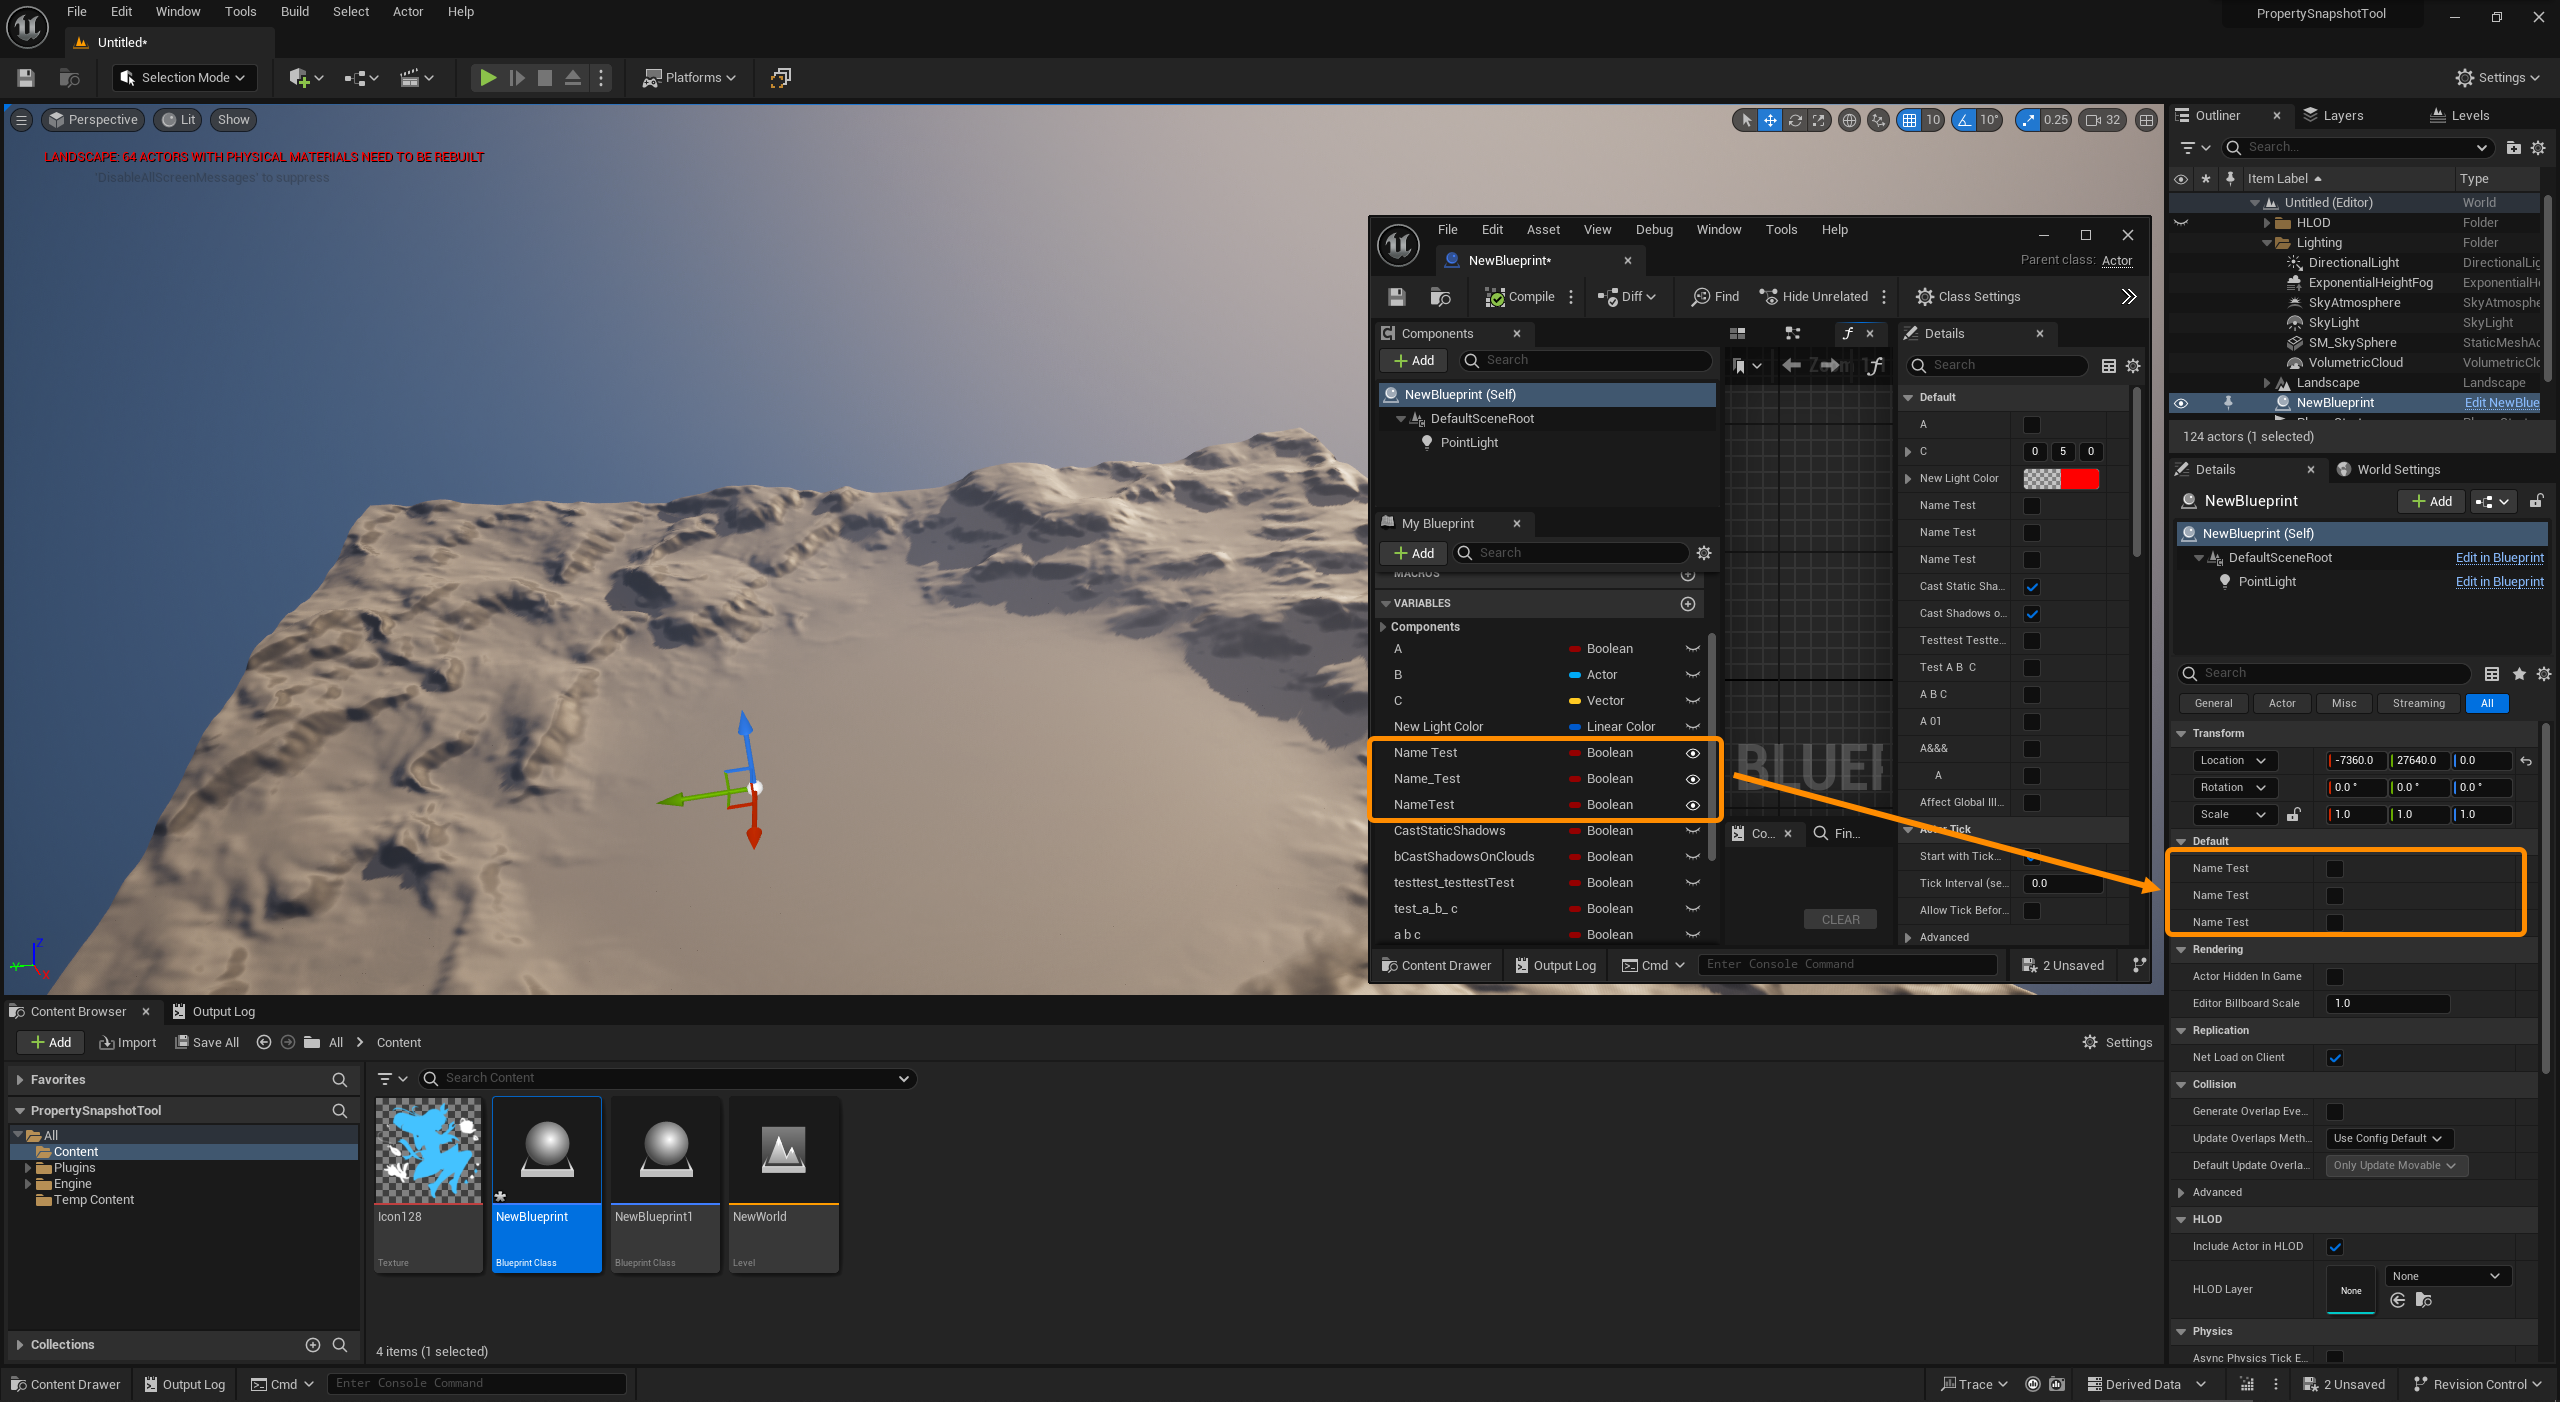 File Edit Window Tools Build Select Actor Help
PropertySnapshotTool
Untitled*
Selection Mode
Platforms
Settings
Perspective Lit Show
10 10° 0.25 32
LANDSCAPE: 64 ACTORS WITH PHYSICAL MATERIALS NEED TO BE REBUILT
'DisableAllScreenMessages' to suppress
File Edit Asset View Debug Window Tools Help
NewBlueprint*
Parent class: Actor
Compile Diff Find Hide Unrelated Class Settings
Components
Add Search
NewBlueprint (Self)
DefaultSceneRoot
PointLight
My Blueprint
Add Search
MACROS
VARIABLES
Components
A Boolean
B Actor
C Vector
New Light Color Linear Color
Name Test Boolean
Name_Test Boolean
NameTest Boolean
CastStaticShadows Boolean
bCastShadowsOnClouds Boolean
testtest_testtestTest Boolean
test_a_b_ c Boolean
a b c Boolean
Co... Fin...
CLEAR
Details
Search
Default
A
C 0 5 0
New Light Color
Name Test
Name Test
Name Test
Cast Static Sha...
Cast Shadows o...
Testtest Testte...
Test A B  C
A B C
A 01
A&&&
A
Affect Global Ill...
Actor Tick
Start with Tick...
Tick Interval (se... 0.0
Allow Tick Befor...
Advanced
Content Drawer Output Log Cmd Enter Console Command 2 Unsaved
Outliner Layers Levels
Search...
Item Label Type
Untitled (Editor) World
HLOD Folder
Lighting Folder
DirectionalLight DirectionalLig
ExponentialHeightFog ExponentialHe
SkyAtmosphere SkyAtmosphe
SkyLight SkyLight
SM_SkySphere StaticMeshAc
VolumetricCloud VolumetricClo
Landscape Landscape
NewBlueprint Edit NewBlue
124 actors (1 selected)
Details World Settings
NewBlueprint Add
NewBlueprint (Self)
DefaultSceneRoot Edit in Blueprint
PointLight Edit in Blueprint
Search
General Actor Misc Streaming All
Transform
Location -7360.0 27640.0 0.0
Rotation 0.0 ° 0.0 ° 0.0 °
Scale 1.0 1.0 1.0
Default
Name Test
Name Test
Name Test
Rendering
Actor Hidden In Game
Editor Billboard Scale 1.0
Replication
Net Load on Client
Collision
Generate Overlap Eve...
Update Overlaps Meth... Use Config Default
Default Update Overla... Only Update Movable
Advanced
HLOD
Include Actor in HLOD
HLOD Layer None None
Physics
Async Physics Tick E...
Content Browser Output Log
Add Import Save All All Content
Settings
Favorites
PropertySnapshotTool
All
Content
Plugins
Engine
Temp Content
Collections
Search Content
Icon128
Texture
NewBlueprint
Blueprint Class
NewBlueprint1
Blueprint Class
NewWorld
Level
4 items (1 selected)
Content Drawer Output Log Cmd Enter Console Command
Trace Derived Data 2 Unsaved Revision Control